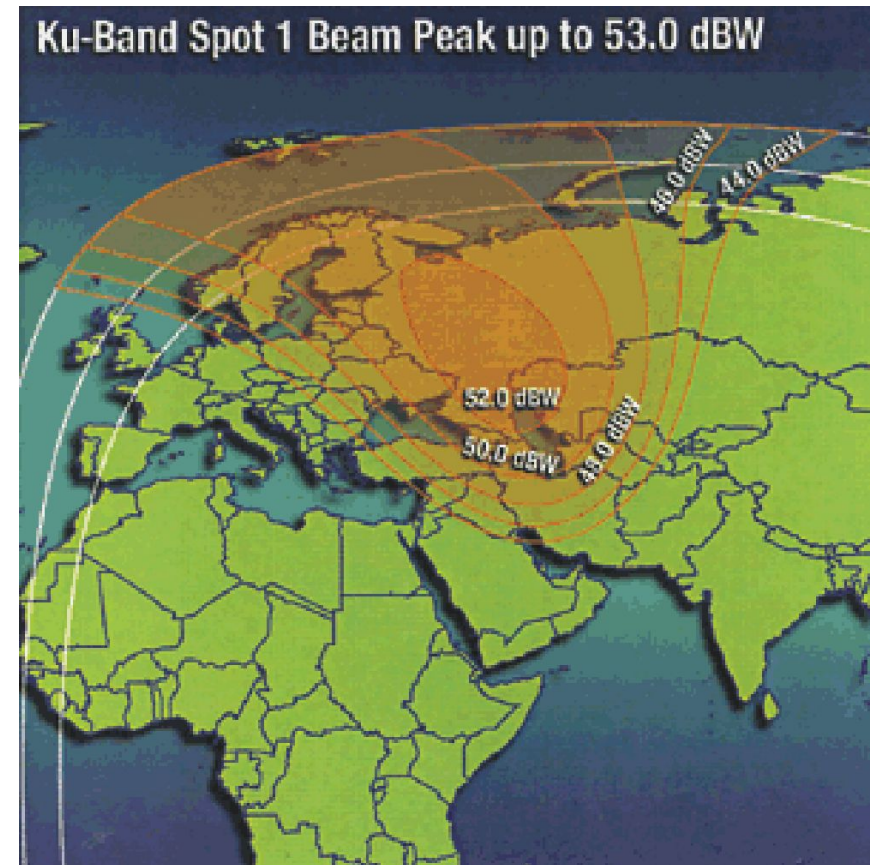 Ku-Band Spot 1 Beam Peak up to 53.0 dBW
46.0 dBW
44.0 dBW
52.0 dBW
50.0 dBW
48.0 dBW